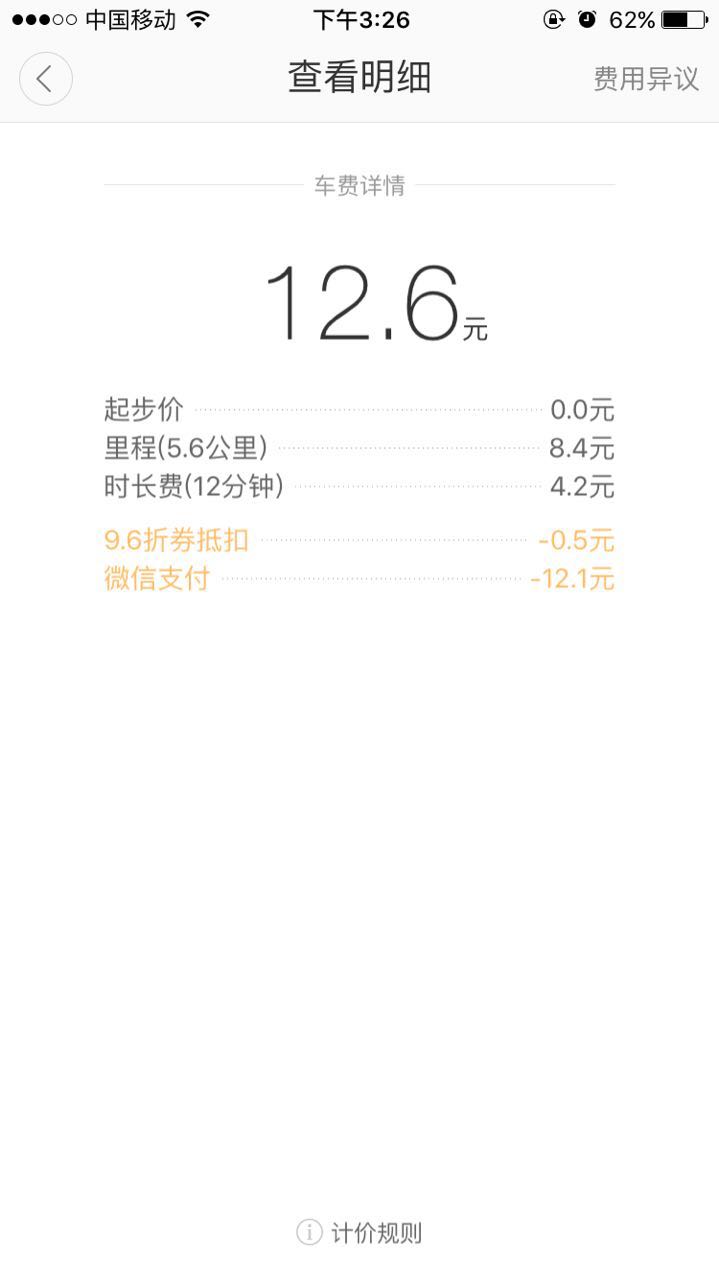 中国移动 下午3:26 62%
查看明细 费用异议
车费详情
12.6元
起步价 0.0元
里程(5.6公里) 8.4元
时长费(12分钟) 4.2元
9.6折券抵扣 -0.5元
微信支付 -12.1元
计价规则